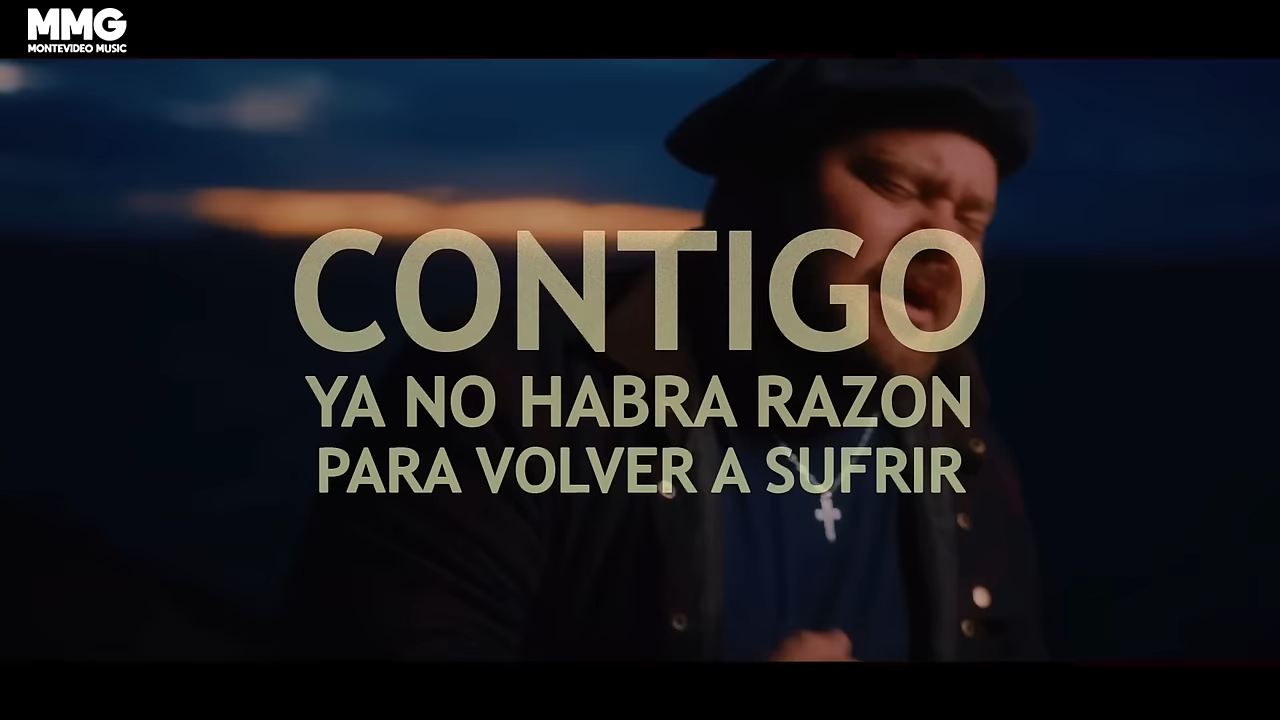 MMG
MONTEVIDEO MUSIC
CONTIGO
YA NO HABRA RAZON
PARA VOLVER A SUFRIR